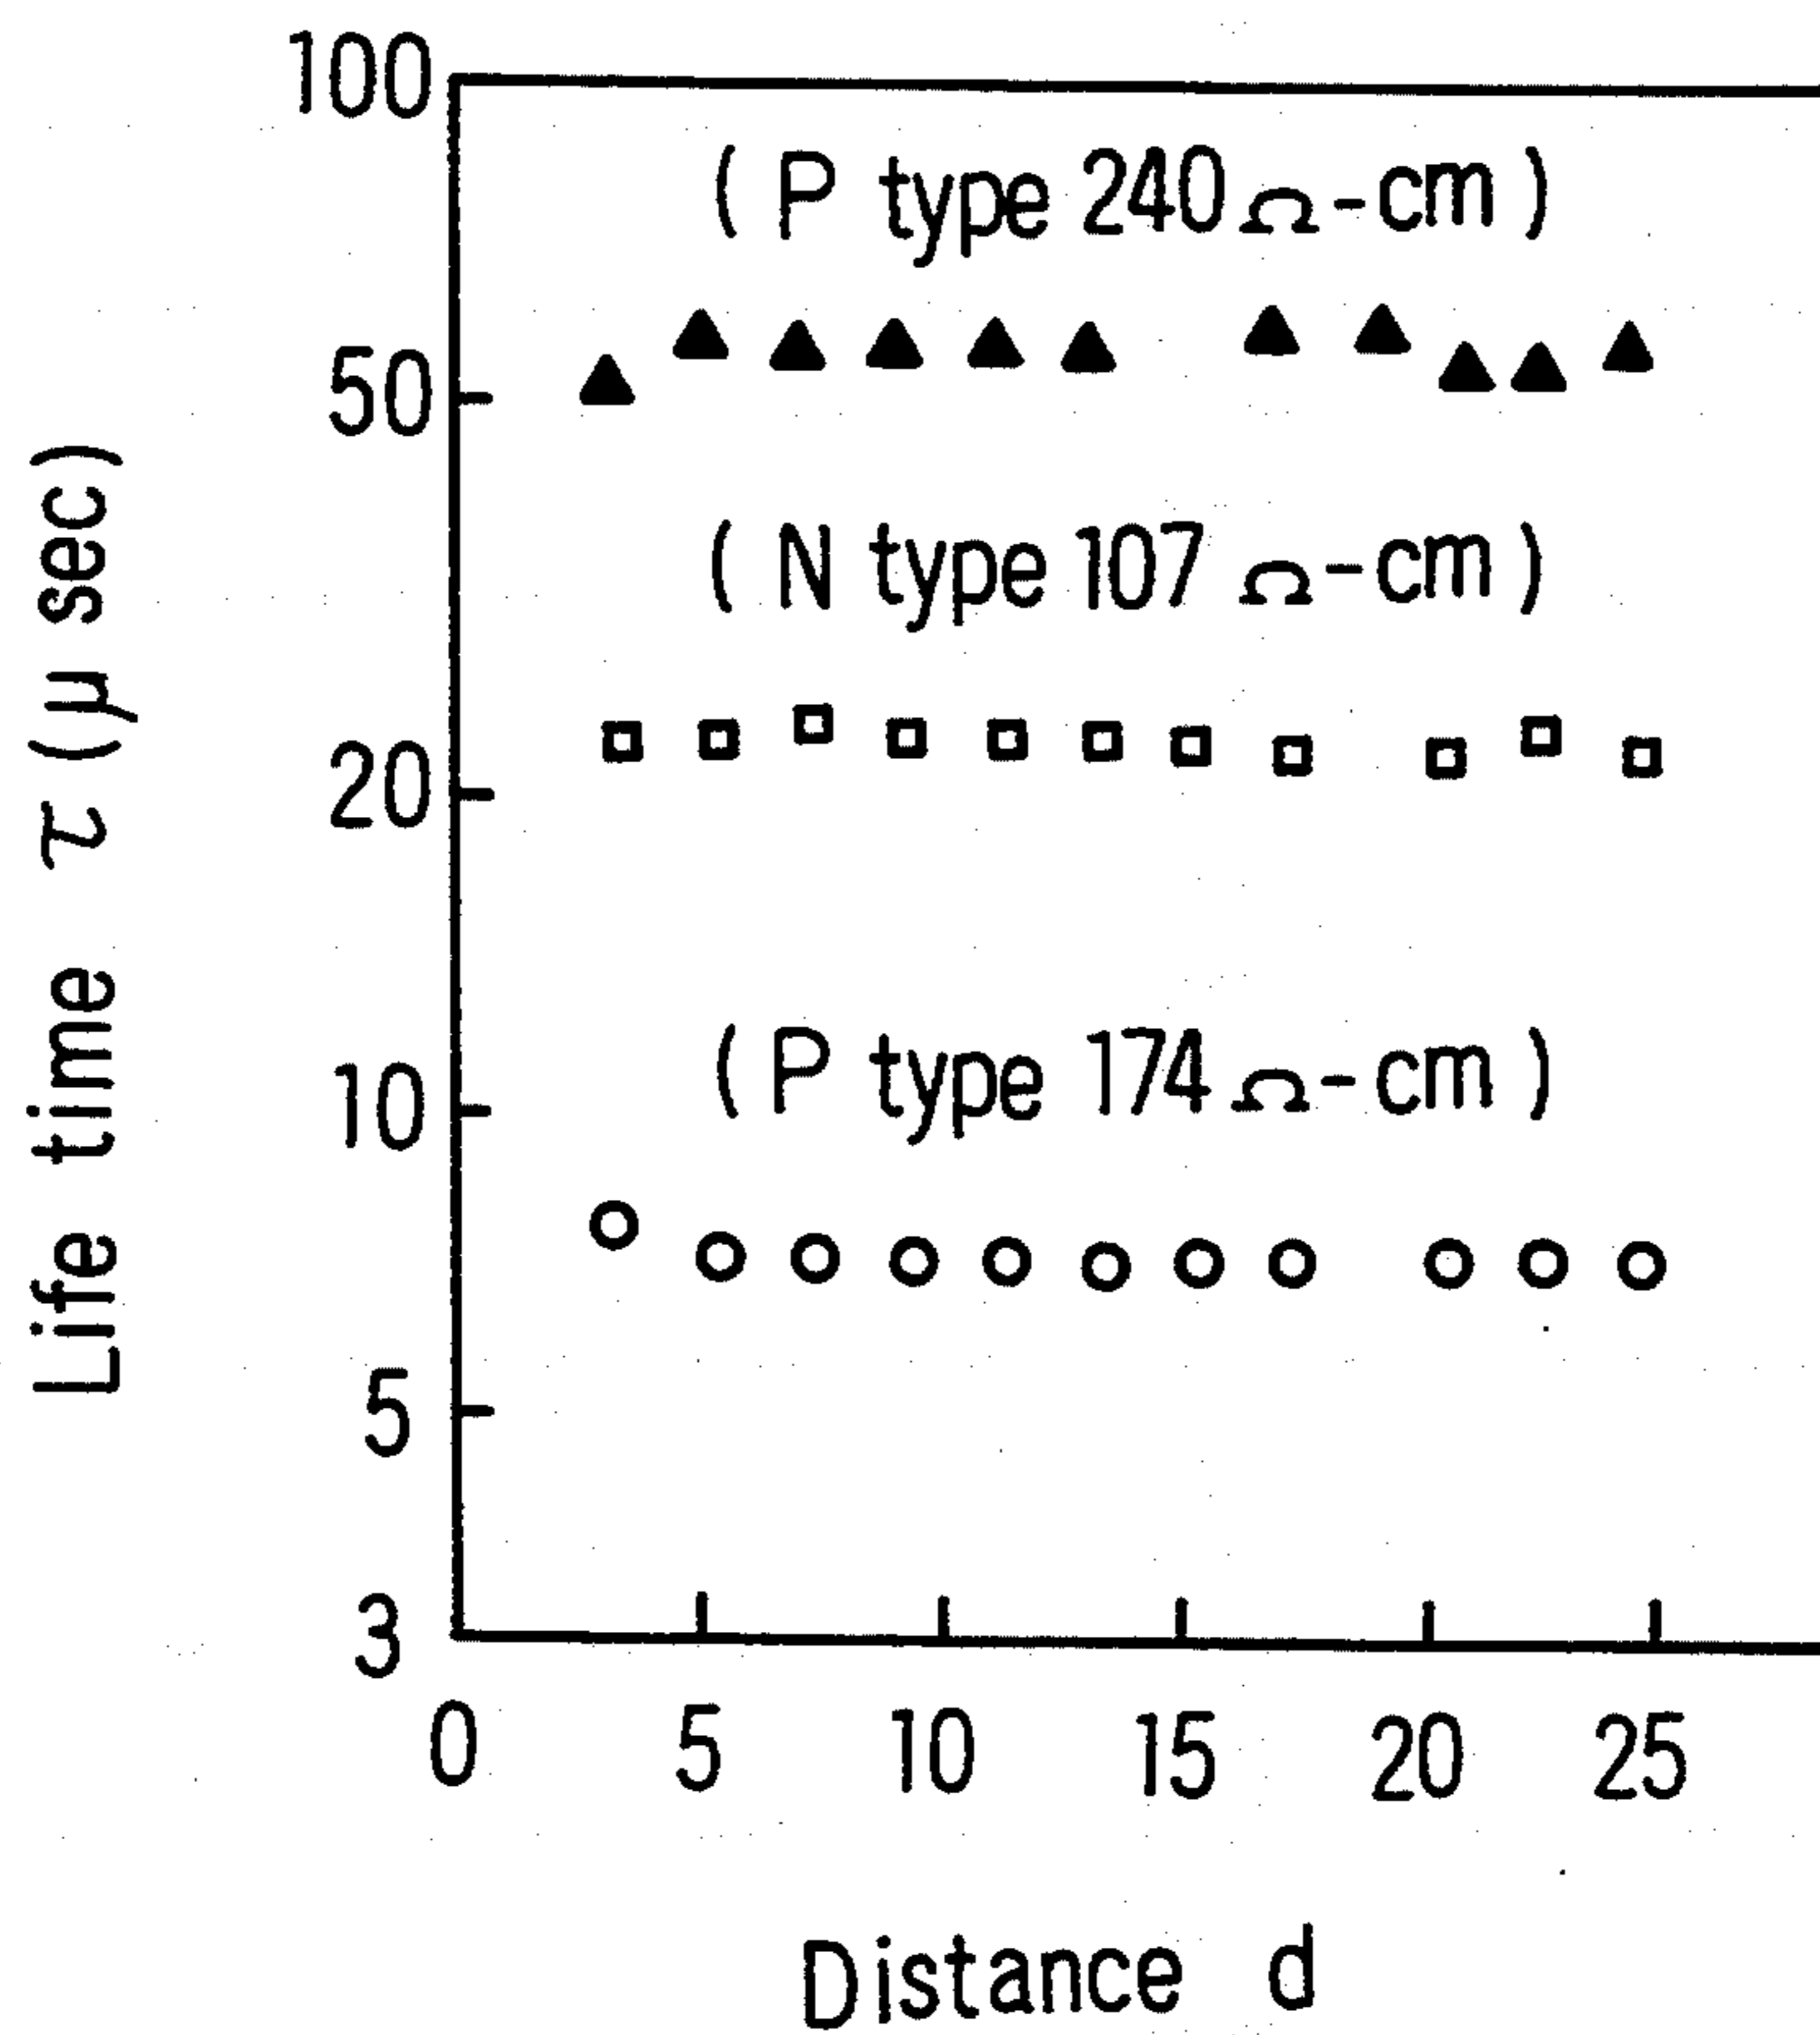 100
( P type 240 Ω-cm )
50
( N type 107 Ω-cm )
20
( P type 174 Ω-cm )
10
5
3
0 5 10 15 20 25
Life time τ (μ sec)
Distance d